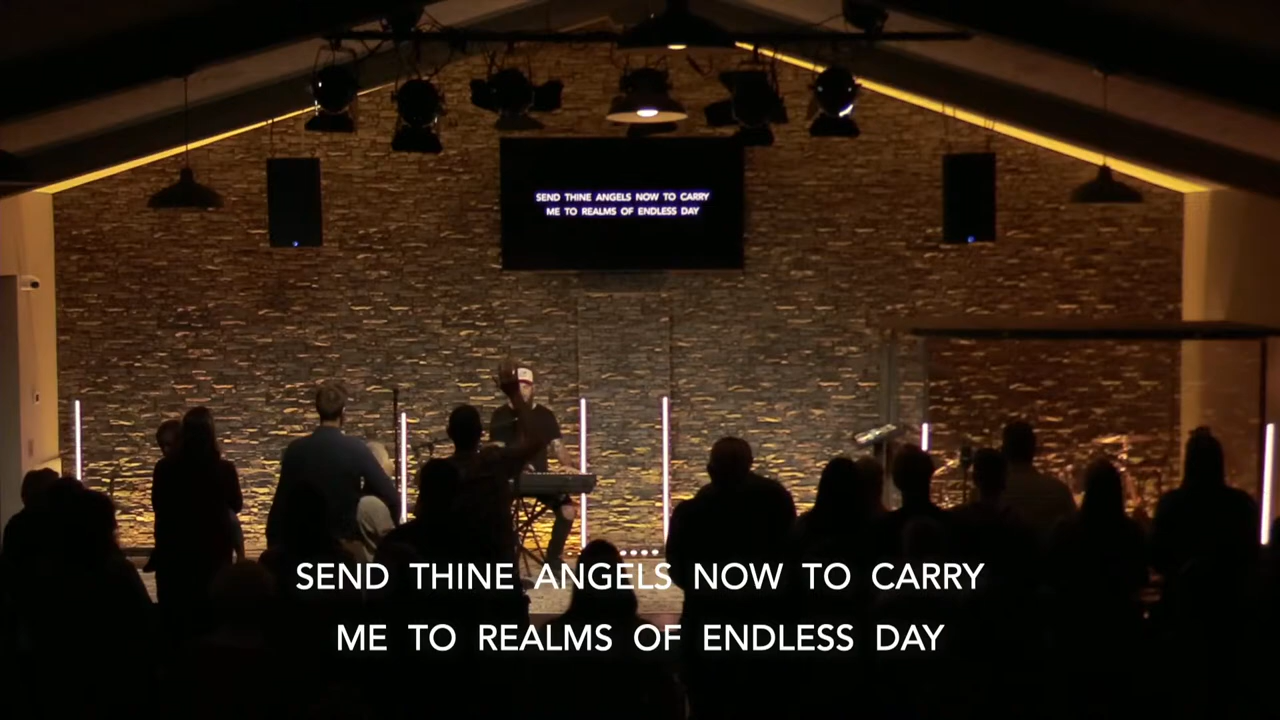 SEND THINE ANGELS NOW TO CARRY
ME TO REALMS OF ENDLESS DAY
SEND THINE ANGELS NOW TO CARRY
ME TO REALMS OF ENDLESS DAY